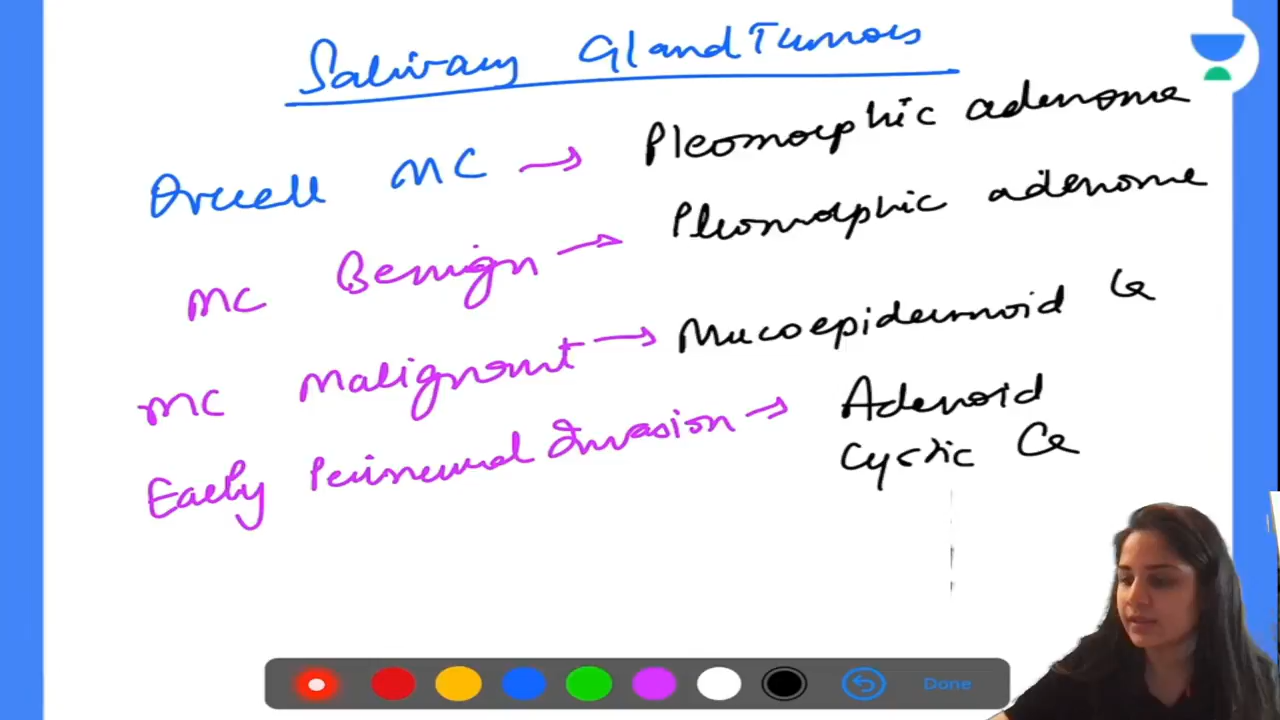 Salivary Gland Tumors
Overall MC → Pleomorphic adenoma
MC Benign → Pleomorphic adenoma
MC Malignant → Mucoepidermoid Ca
Early Perineural Invasion → Adenoid
Cystic Ca
Done